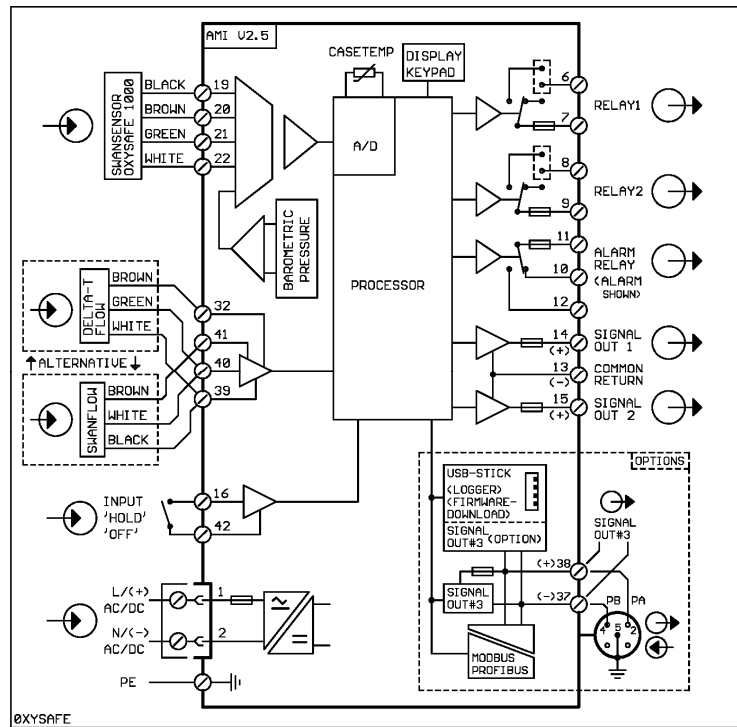 AMI V2.5
CASETEMP
DISPLAY
KEYPAD
A/D
PROCESSOR
SWANSENSOR
OXYSAFE 1000
BLACK 19
BROWN 20
GREEN 21
WHITE 22
BAROMETRIC
PRESSURE
DELTA-T
FLOW
BROWN
GREEN
WHITE
32
41
40
39
↑ALTERNATIVE↓
SWANFLOW
BROWN
WHITE
BLACK
INPUT
'HOLD'
'OFF'
16
42
L/(+)
AC/DC
1
N/(-)
AC/DC
2
PE
6
7
RELAY1
8
9
RELAY2
11
10
12
ALARM
RELAY
(ALARM
SHOWN)
14
(+)
SIGNAL
OUT 1
13
(-)
COMMON
RETURN
15
(+)
SIGNAL
OUT 2
OPTIONS
USB-STICK
(LOGGER)
(FIRMWARE-
DOWNLOAD)
SIGNAL
OUT#3 (OPTION)
SIGNAL
OUT#3
(+)38
(-)37
SIGNAL
OUT#3
PB PA
4 5 2
MODBUS
PROFIBUS
OXYSAFE